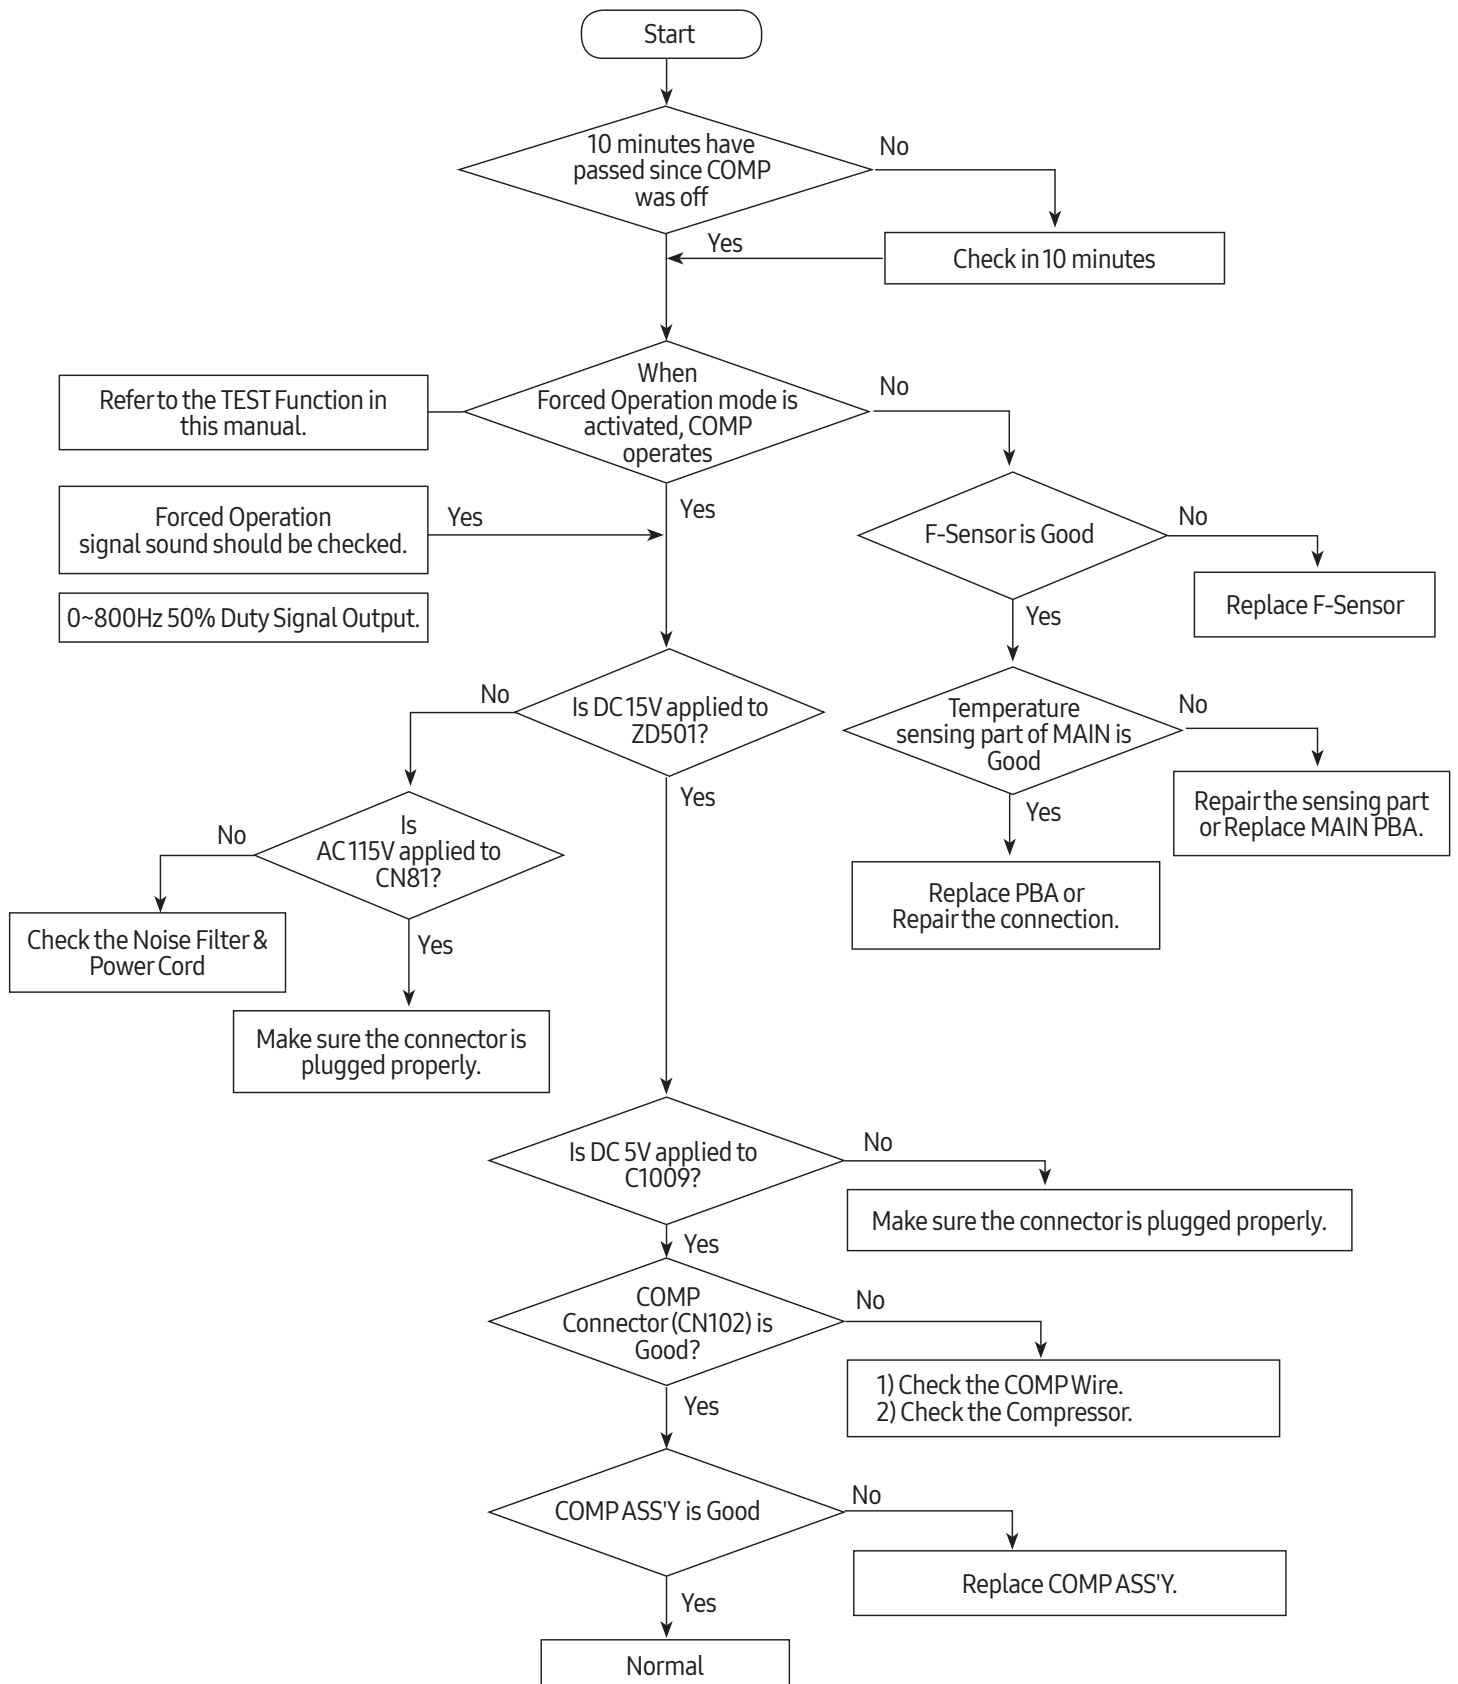 Start
10 minutes have
passed since COMP
was off
No
Yes
Check in 10 minutes
When
Forced Operation mode is
activated, COMP
operates
No
Refer to the TEST Function in
this manual.
Yes
Forced Operation
signal sound should be checked.
Yes
0~800Hz 50% Duty Signal Output.
F-Sensor is Good
No
Replace F-Sensor
Yes
Temperature
sensing part of MAIN is
Good
No
Repair the sensing part
or Replace MAIN PBA.
Yes
Replace PBA or
Repair the connection.
Is DC 15V applied to
ZD501?
No
Yes
Is
AC 115V applied to
CN81?
No
Check the Noise Filter &
Power Cord
Yes
Make sure the connector is
plugged properly.
Is DC 5V applied to
C1009?
No
Make sure the connector is plugged properly.
Yes
COMP
Connector (CN102) is
Good?
No
1) Check the COMP Wire.
2) Check the Compressor.
Yes
COMP ASS'Y is Good
No
Replace COMP ASS'Y.
Yes
Normal